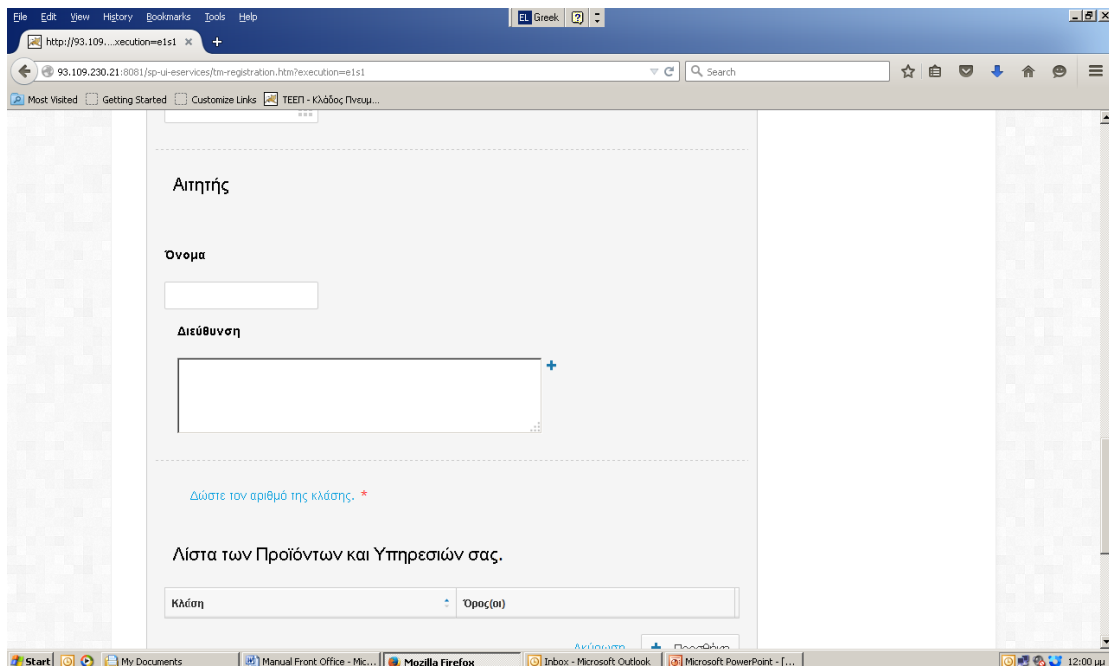 File Edit View History Bookmarks Tools Help
EL Greek
http://93.109....xecution=e1s1
93.109.230.21:8081/sp-ui-eservices/tm-registration.htm?execution=e1s1
Search
Most Visited Getting Started Customize Links ΤΕΕΠ - Κλάδος Πνευμ...
Αιτητής
Όνομα
Διεύθυνση
Δώστε τον αριθμό της κλάσης. *
Λίστα των Προϊόντων και Υπηρεσιών σας.
Κλάση Όρος(οι)
Ακύρωση Προσθήκη
Start My Documents Manual Front Office - Mic... Mozilla Firefox Inbox - Microsoft Outlook Microsoft PowerPoint - [... 12:00 μμ